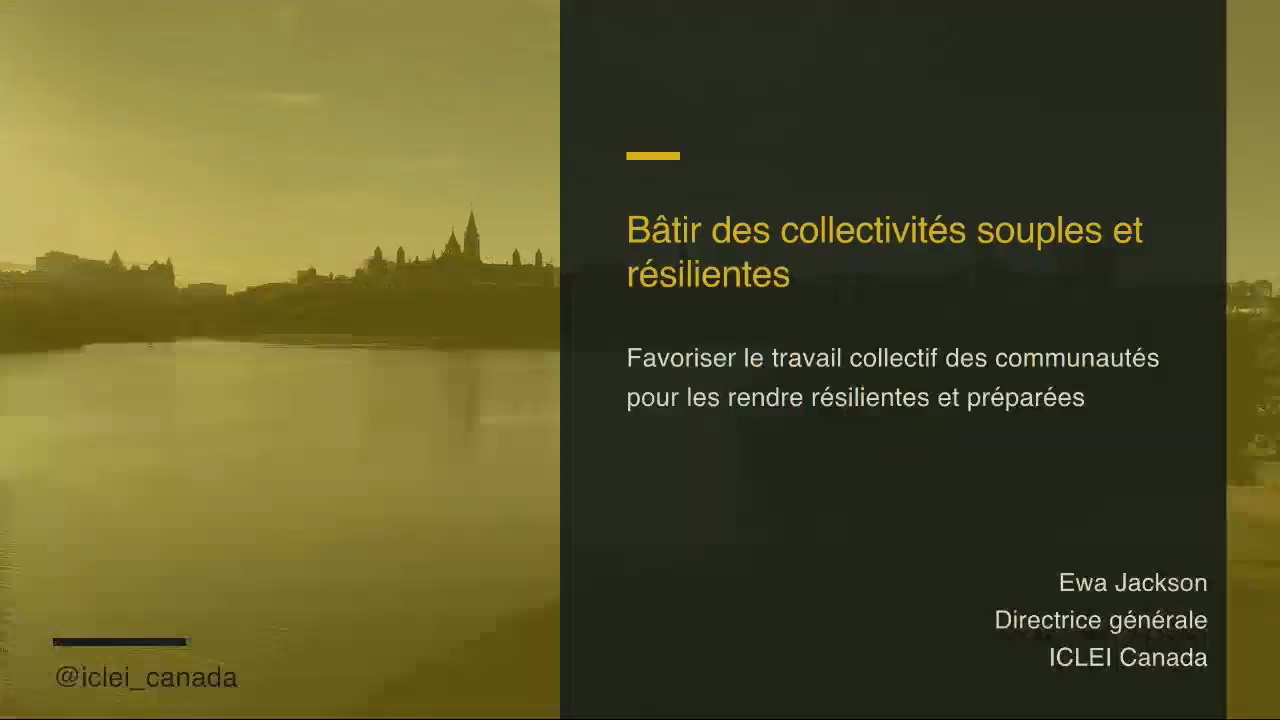 Bâtir des collectivités souples et
résilientes
Favoriser le travail collectif des communautés
pour les rendre résilientes et préparées
Ewa Jackson
Directrice générale
ICLEI Canada
@iclei_canada